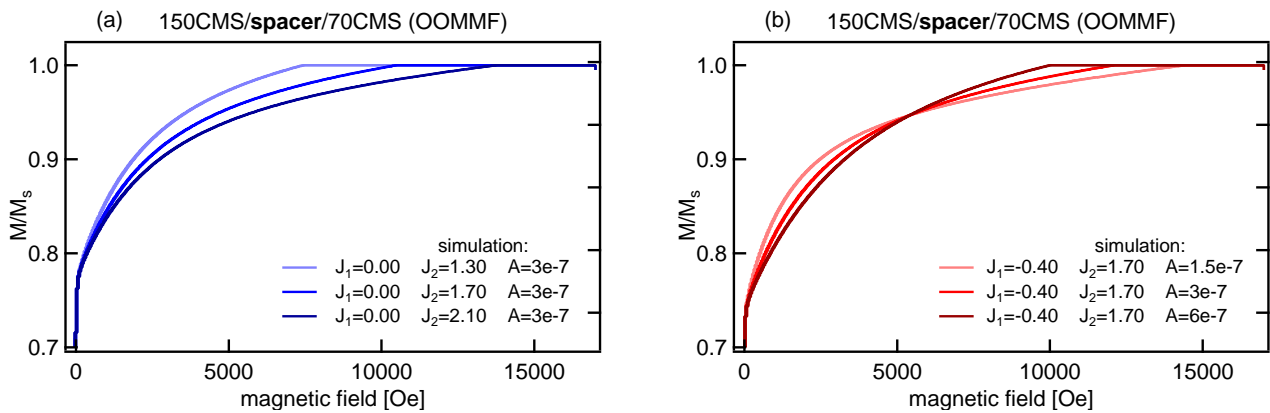 (a) 150CMS/spacer/70CMS (OOMMF)
1.0
0.9
0.8
0.7
M/Mₛ
simulation:
J₁=0.00 J₂=1.30 A=3e-7
J₁=0.00 J₂=1.70 A=3e-7
J₁=0.00 J₂=2.10 A=3e-7
0 5000 10000 15000
magnetic field [Oe]
(b) 150CMS/spacer/70CMS (OOMMF)
1.0
0.9
0.8
0.7
M/Mₛ
simulation:
J₁=-0.40 J₂=1.70 A=1.5e-7
J₁=-0.40 J₂=1.70 A=3e-7
J₁=-0.40 J₂=1.70 A=6e-7
0 5000 10000 15000
magnetic field [Oe]